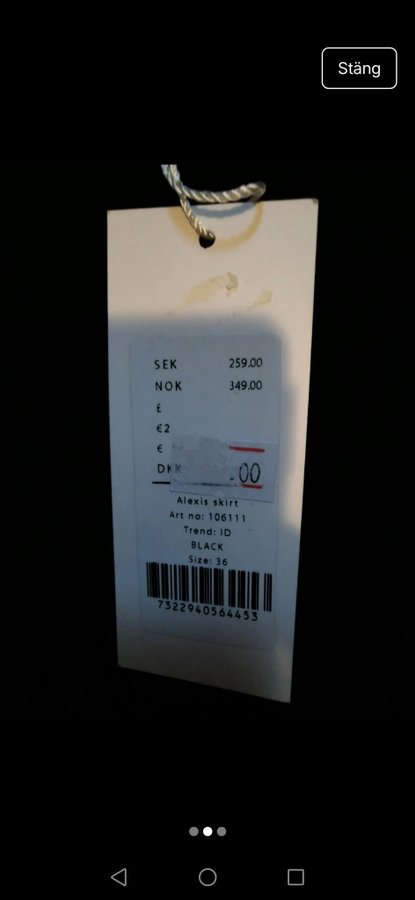 Stäng
SEK 259.00
NOK 349.00
£
€2
€
DKK .00
Alexis skirt
Art no: 106111
Trend: ID
BLACK
Size: 36
7322940564453